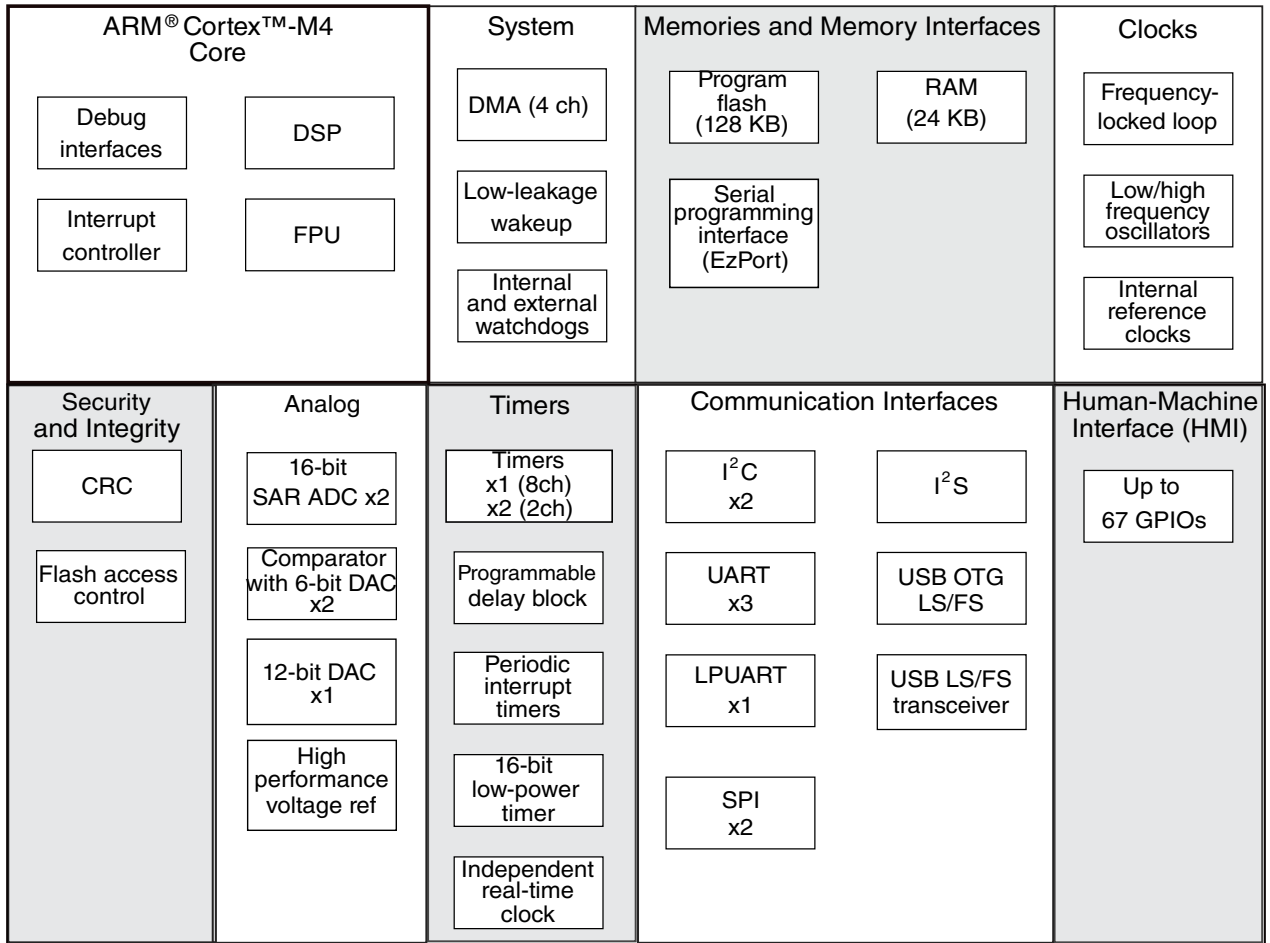 ARM® Cortex™-M4
Core
Debug
interfaces
DSP
Interrupt
controller
FPU
System
DMA (4 ch)
Low-leakage
wakeup
Internal
and external
watchdogs
Memories and Memory Interfaces
Program
flash
(128 KB)
RAM
(24 KB)
Serial
programming
interface
(EzPort)
Clocks
Frequency-
locked loop
Low/high
frequency
oscillators
Internal
reference
clocks
Security
and Integrity
CRC
Flash access
control
Analog
16-bit
SAR ADC x2
Comparator
with 6-bit DAC
x2
12-bit DAC
x1
High
performance
voltage ref
Timers
Timers
x1 (8ch)
x2 (2ch)
Programmable
delay block
Periodic
interrupt
timers
16-bit
low-power
timer
Independent
real-time
clock
Communication Interfaces
I²C
x2
I²S
UART
x3
USB OTG
LS/FS
LPUART
x1
USB LS/FS
transceiver
SPI
x2
Human-Machine
Interface (HMI)
Up to
67 GPIOs